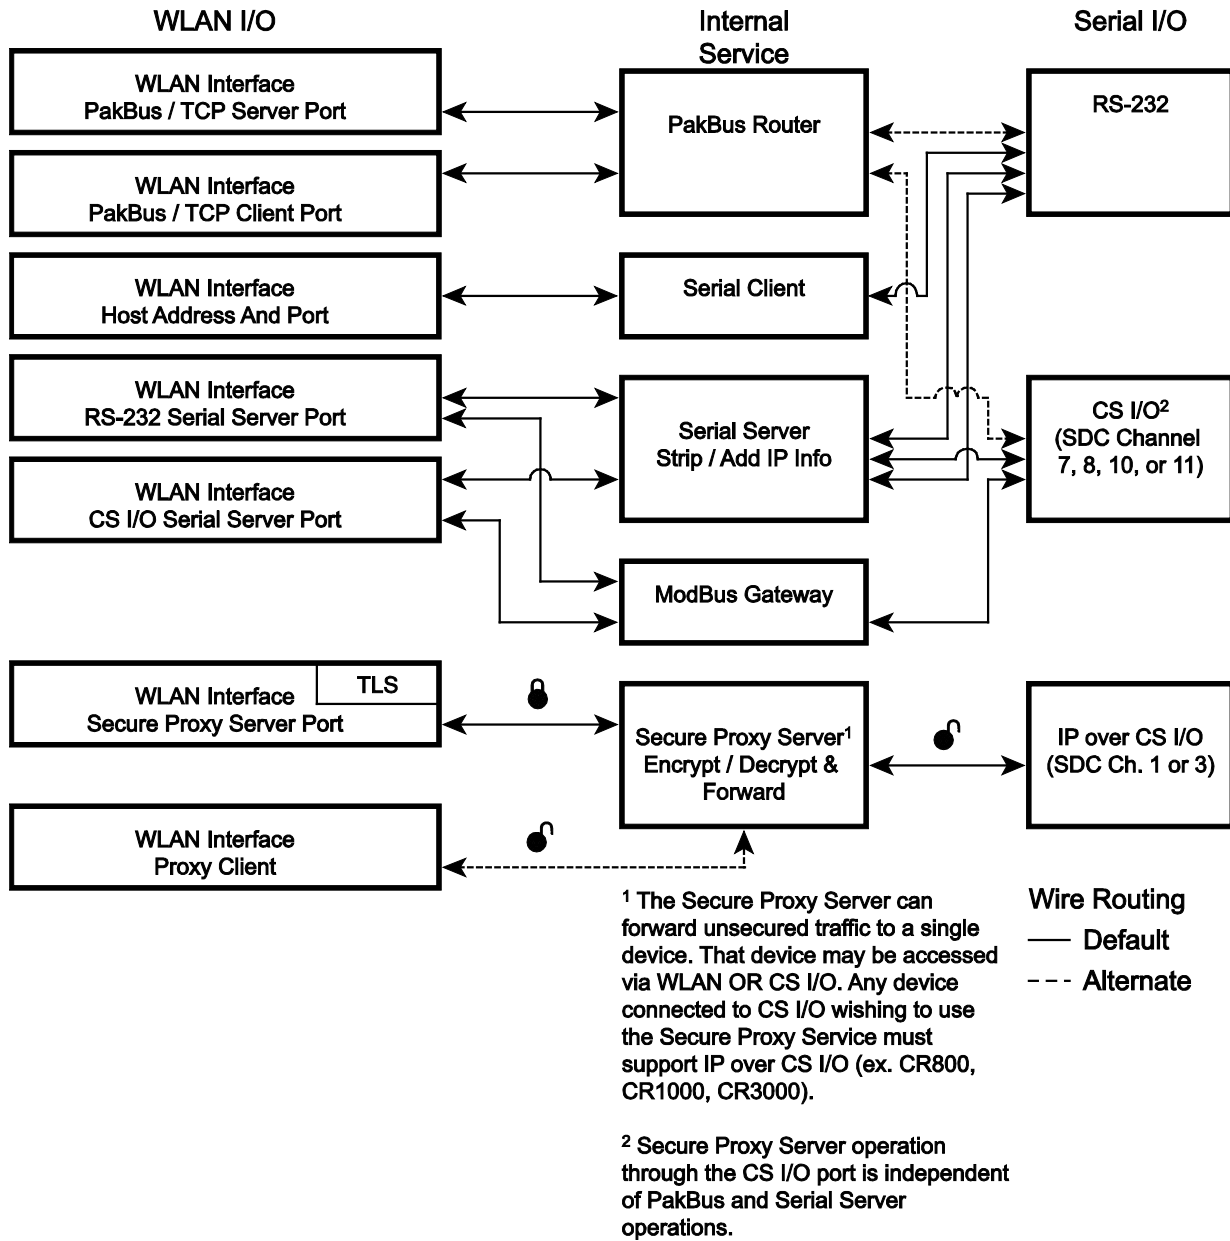 WLAN I/O
Internal
Service
Serial I/O
WLAN Interface
PakBus / TCP Server Port
WLAN Interface
PakBus / TCP Client Port
WLAN Interface
Host Address And Port
WLAN Interface
RS-232 Serial Server Port
WLAN Interface
CS I/O Serial Server Port
WLAN Interface
Secure Proxy Server Port
TLS
WLAN Interface
Proxy Client
PakBus Router
Serial Client
Serial Server
Strip / Add IP Info
ModBus Gateway
Secure Proxy Server¹
Encrypt / Decrypt &
Forward
RS-232
CS I/O²
(SDC Channel
7, 8, 10, or 11)
IP over CS I/O
(SDC Ch. 1 or 3)
¹ The Secure Proxy Server can
forward unsecured traffic to a single
device. That device may be accessed
via WLAN OR CS I/O. Any device
connected to CS I/O wishing to use
the Secure Proxy Service must
support IP over CS I/O (ex. CR800,
CR1000, CR3000).
² Secure Proxy Server operation
through the CS I/O port is independent
of PakBus and Serial Server
operations.
Wire Routing
Default
Alternate